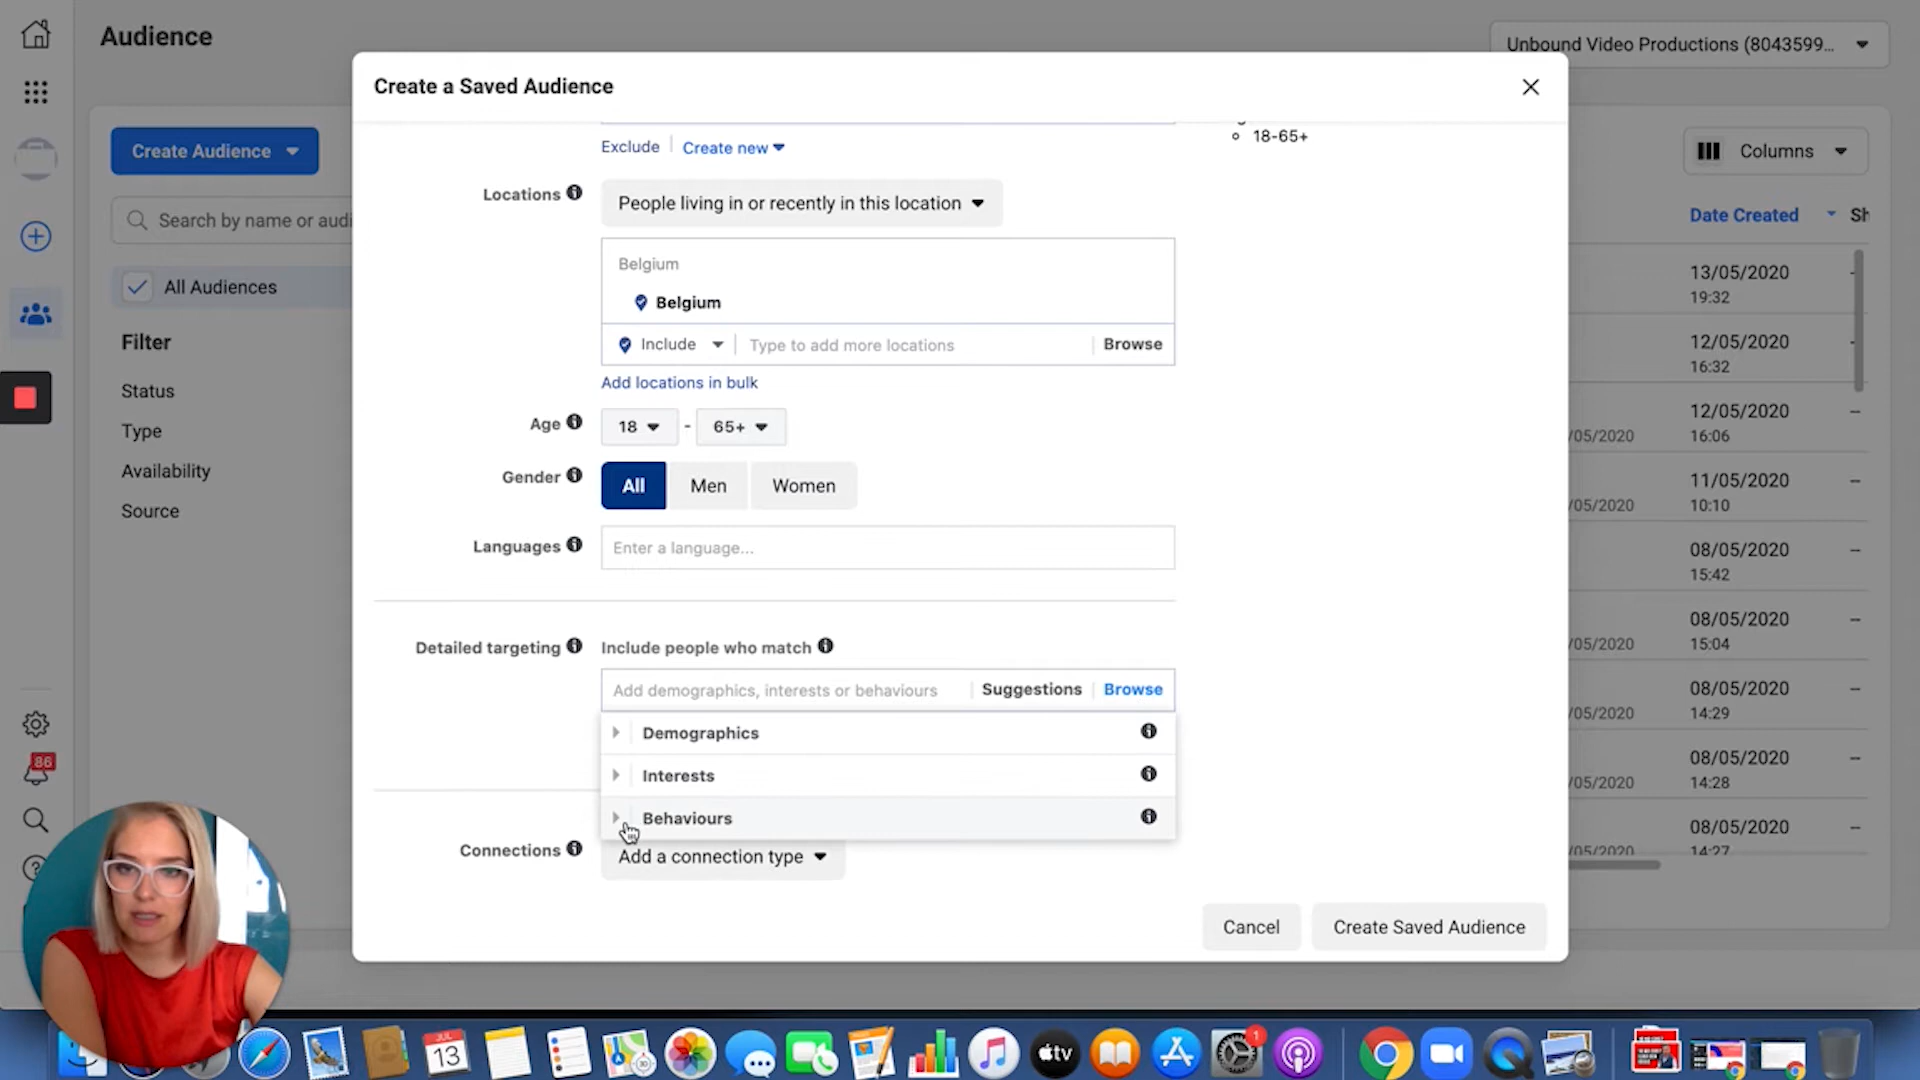 Audience
Unbound Video Productions (8043599...
Create Audience
Search by name or audi
All Audiences
Filter
Status
Type
Availability
Source
86
Create a Saved Audience
18-65+
Exclude
Create new
Locations
People living in or recently in this location
Belgium
Belgium
Include
Type to add more locations
Browse
Add locations in bulk
Age
18
-
65+
Gender
All
Men
Women
Languages
Enter a language...
Detailed targeting
Include people who match
Add demographics, interests or behaviours
Suggestions
Browse
Demographics
Interests
Behaviours
Connections
Add a connection type
Cancel
Create Saved Audience
Columns
Date Created
Sh
13/05/2020
19:32
12/05/2020
16:32
/05/2020
12/05/2020
16:06
--
/05/2020
11/05/2020
10:10
--
08/05/2020
15:42
--
/05/2020
08/05/2020
15:04
--
/05/2020
08/05/2020
14:29
--
/05/2020
08/05/2020
14:28
--
/05/2020
08/05/2020
14:27
--
JUL
13
tv
1